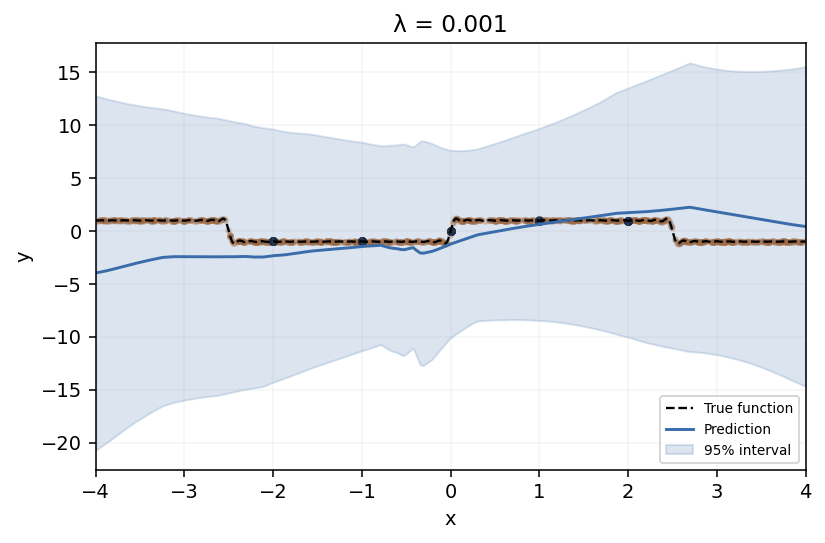 λ = 0.001
15
10
5
0
−5
−10
−15
−20
y
−4 −3 −2 −1 0 1 2 3 4
x
True function
Prediction
95% interval